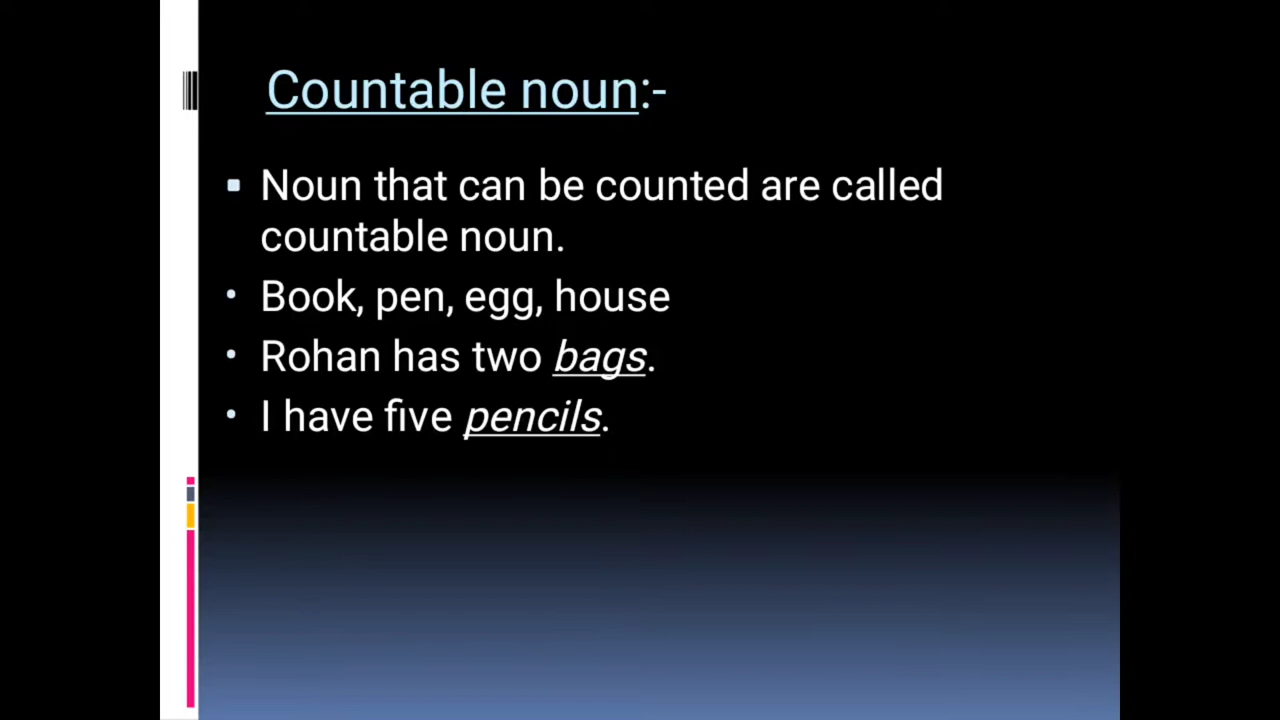 Countable noun:-
Noun that can be counted are called
countable noun.
Book, pen, egg, house
Rohan has two bags.
I have five pencils.